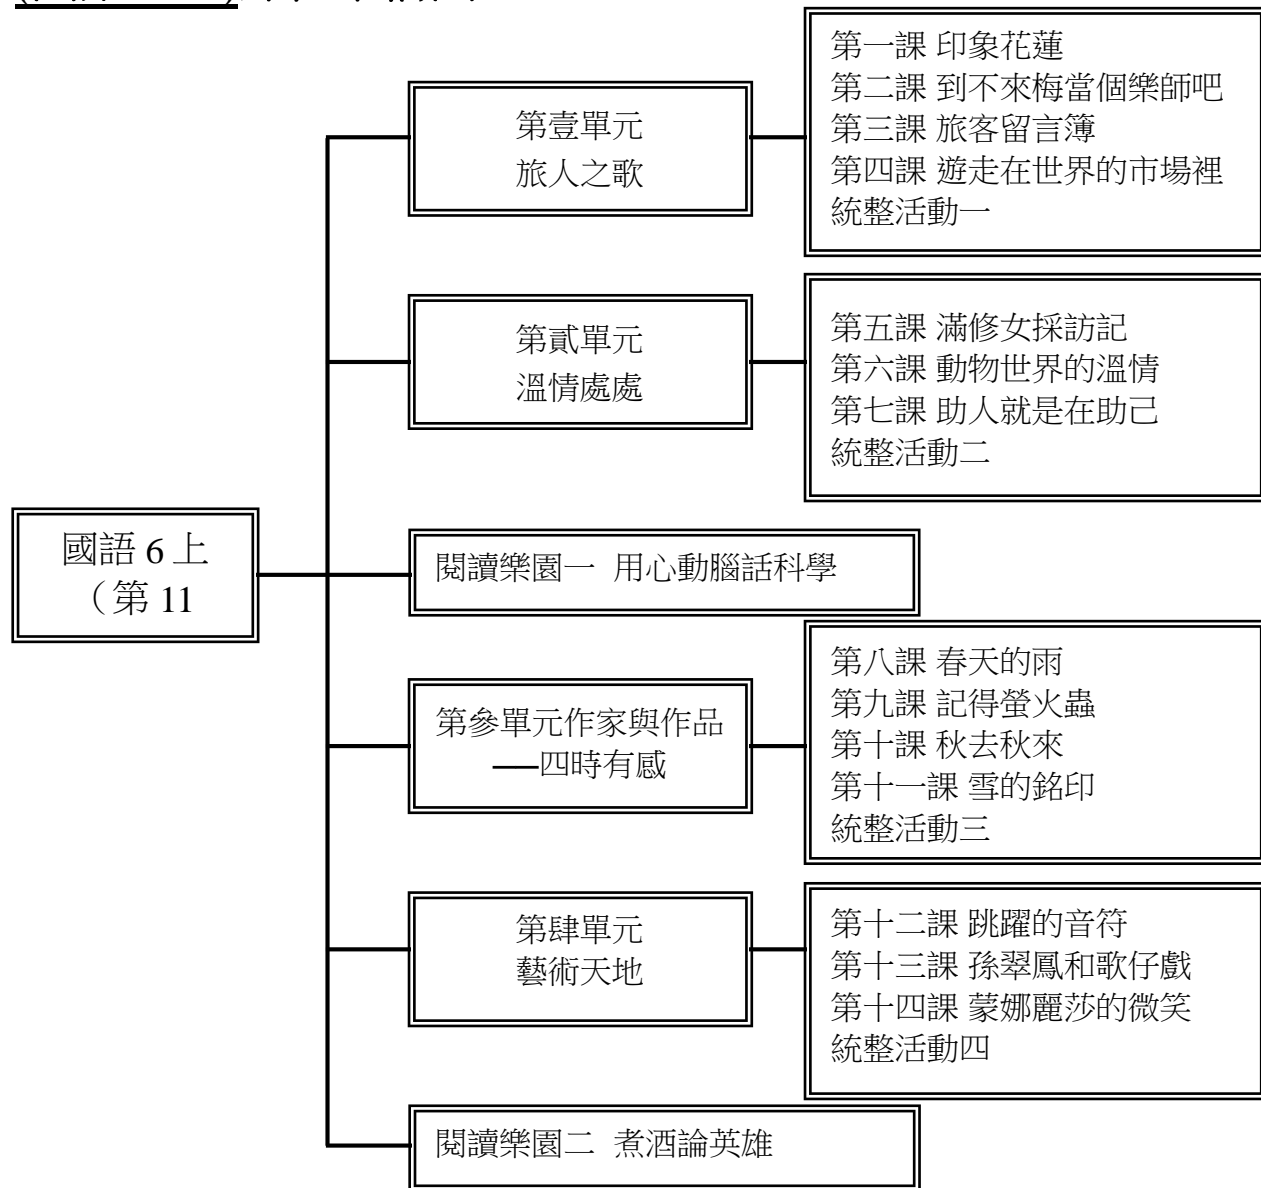 第一課 印象花蓮
第二課 到不來梅當個樂師吧
第三課 旅客留言簿
第四課 遊走在世界的市場裡
統整活動一
第壹單元
旅人之歌
第五課 滿修女採訪記
第六課 動物世界的溫情
第七課 助人就是在助己
統整活動二
第貳單元
溫情處處
國語 6 上
（第 11
閱讀樂園一 用心動腦話科學
第八課 春天的雨
第九課 記得螢火蟲
第十課 秋去秋來
第十一課 雪的銘印
統整活動三
第參單元作家與作品
──四時有感
第十二課 跳躍的音符
第十三課 孫翠鳳和歌仔戲
第十四課 蒙娜麗莎的微笑
統整活動四
第肆單元
藝術天地
閱讀樂園二 煮酒論英雄